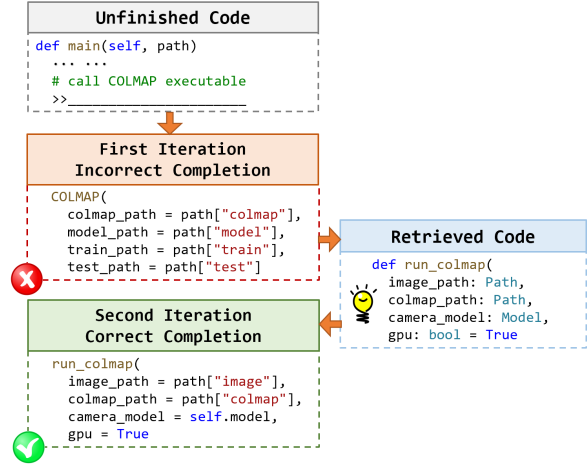 Unfinished Code
def main(self, path)
... ...
# call COLMAP executable
>>______________________
First Iteration
Incorrect Completion
COLMAP(
colmap_path = path["colmap"],
model_path = path["model"],
train_path = path["train"],
test_path = path["test"]
Retrieved Code
def run_colmap(
image_path: Path,
colmap_path: Path,
camera_model: Model,
gpu: bool = True
Second Iteration
Correct Completion
run_colmap(
image_path = path["image"],
colmap_path = path["colmap"],
camera_model = self.model,
gpu = True